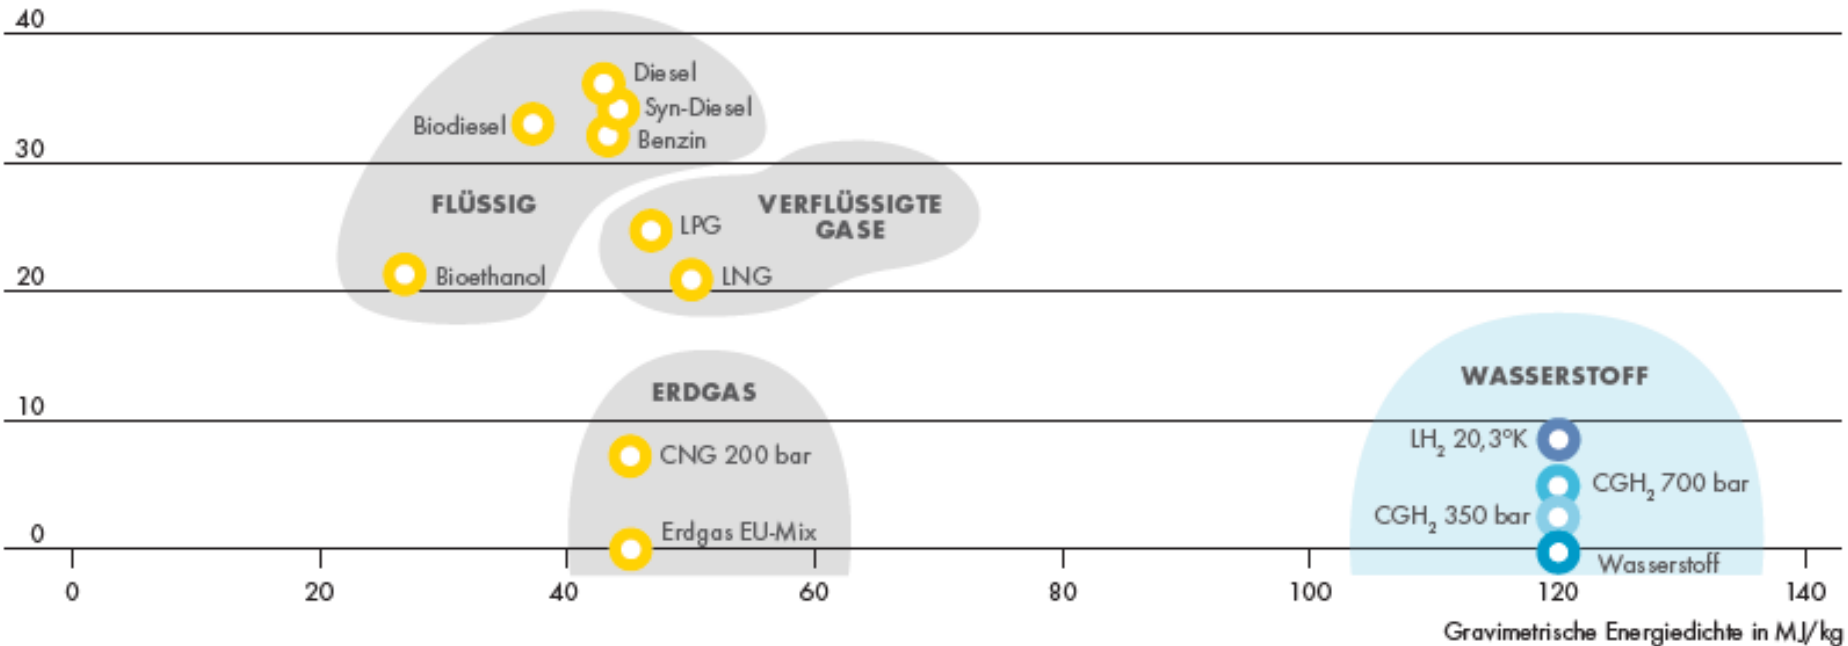 40
Diesel
Syn-Diesel
Biodiesel
Benzin
30
FLÜSSIG
VERFLÜSSIGTE
GASE
LPG
Bioethanol
LNG
20
WASSERSTOFF
ERDGAS
10
LH₂ 20,3°K
CNG 200 bar
CGH₂ 700 bar
CGH₂ 350 bar
Erdgas EU-Mix
0
Wasserstoff
0 20 40 60 80 100 120 140
Gravimetrische Energiedichte in MJ/kg